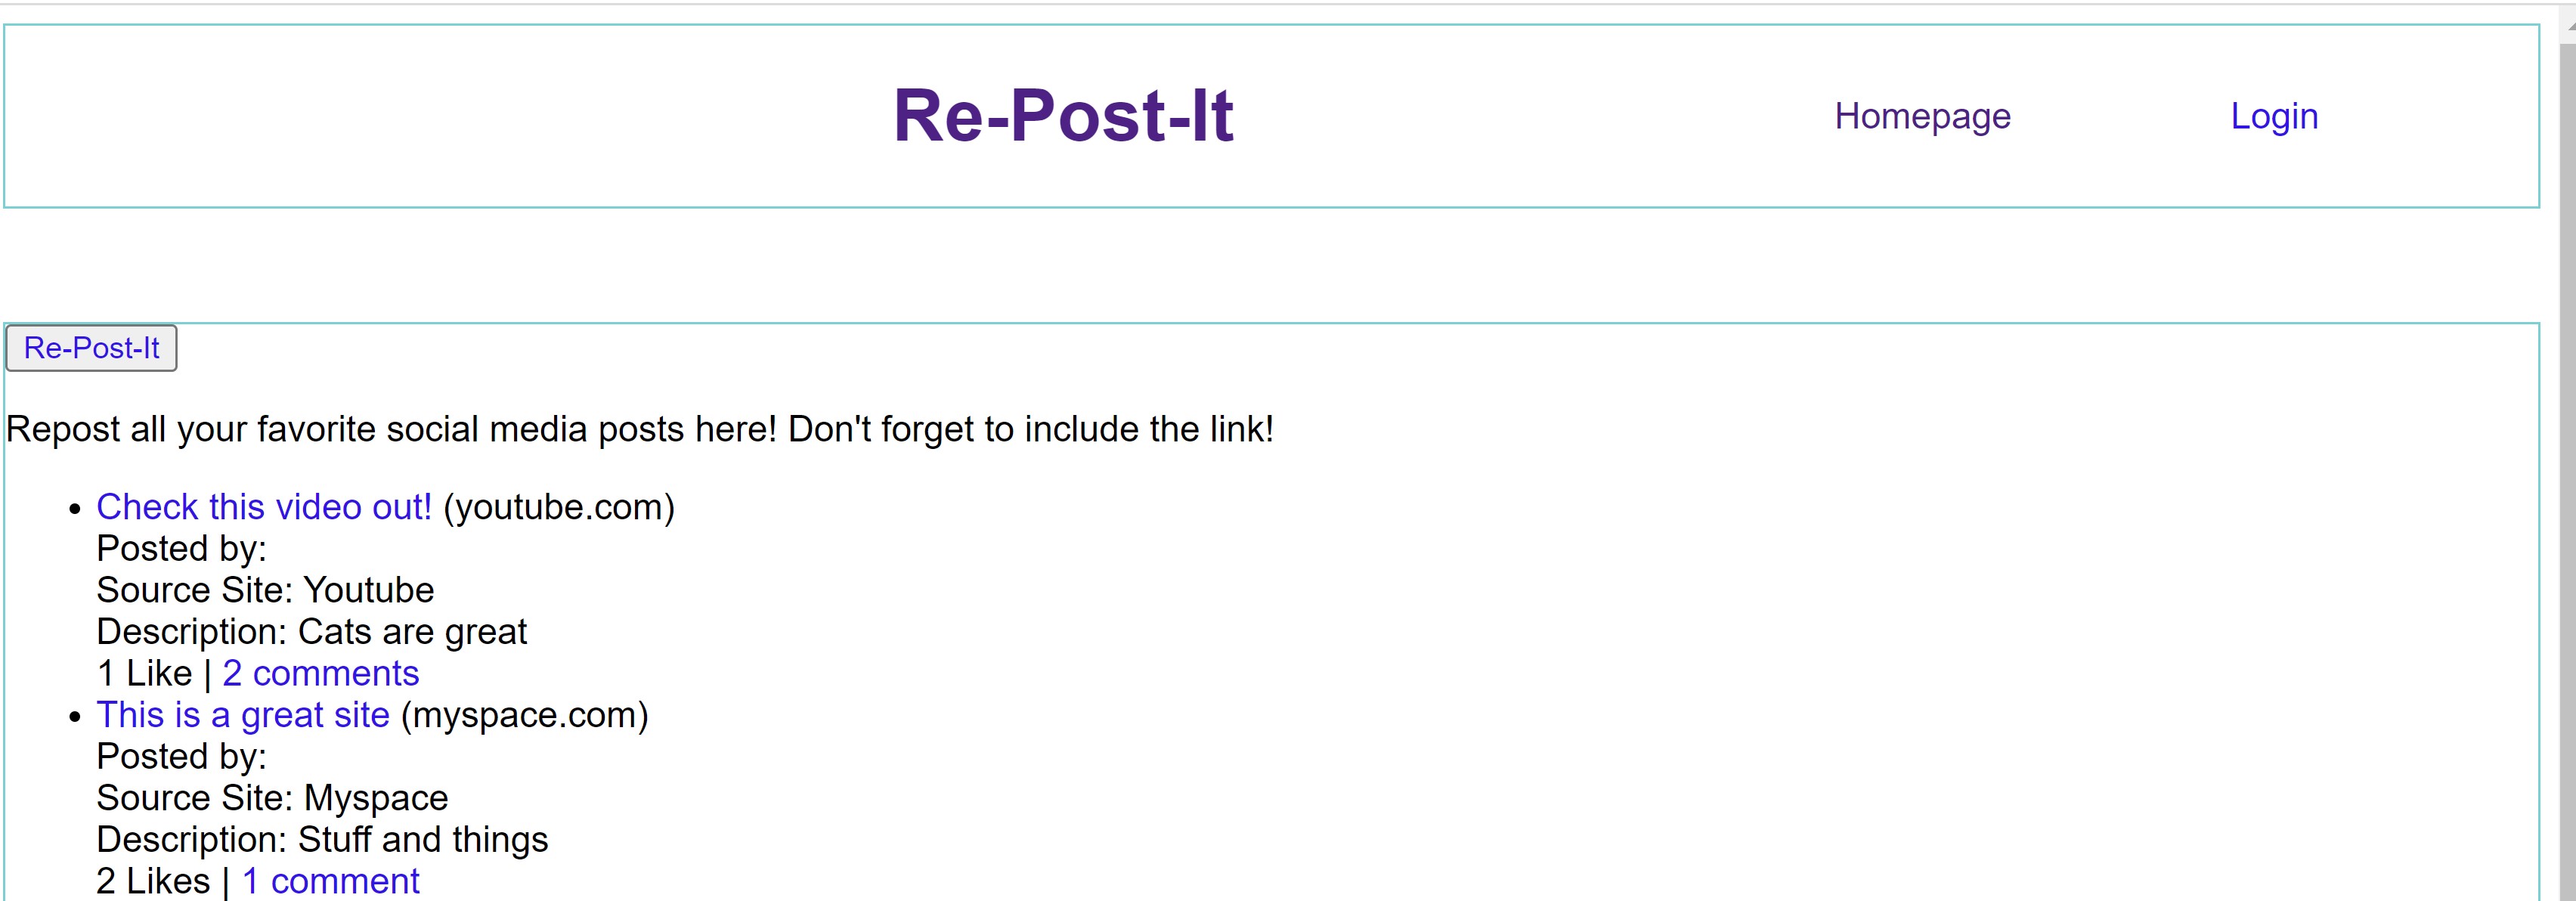 Re-Post-It
Homepage
Login
Re-Post-It
Repost all your favorite social media posts here! Don't forget to include the link!
Check this video out! (youtube.com)
Posted by:
Source Site: Youtube
Description: Cats are great
1 Like | 2 comments
This is a great site (myspace.com)
Posted by:
Source Site: Myspace
Description: Stuff and things
2 Likes | 1 comment